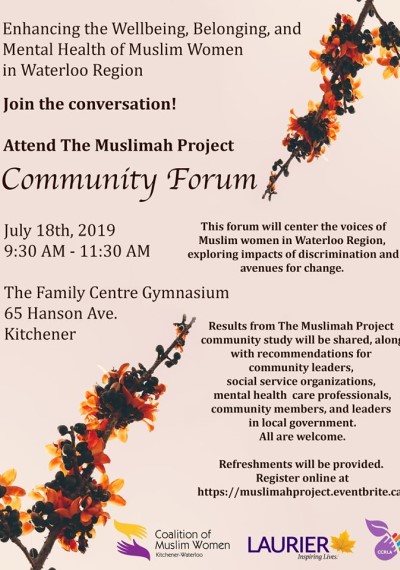 Enhancing the Wellbeing, Belonging, and
Mental Health of Muslim Women
in Waterloo Region
Join the conversation!
Attend The Muslimah Project
Community Forum
July 18th, 2019
9:30 AM - 11:30 AM
The Family Centre Gymnasium
65 Hanson Ave.
Kitchener
This forum will center the voices of
Muslim women in Waterloo Region,
exploring impacts of discrimination and
avenues for change.
Results from The Muslimah Project
community study will be shared, along
with recommendations for
community leaders,
social service organizations,
mental health care professionals,
community members, and leaders
in local government.
All are welcome.
Refreshments will be provided.
Register online at
https://muslimahproject.eventbrite.ca
Coalition of
Muslim Women
Kitchener-Waterloo
LAURIER
Inspiring Lives.
CCRLA